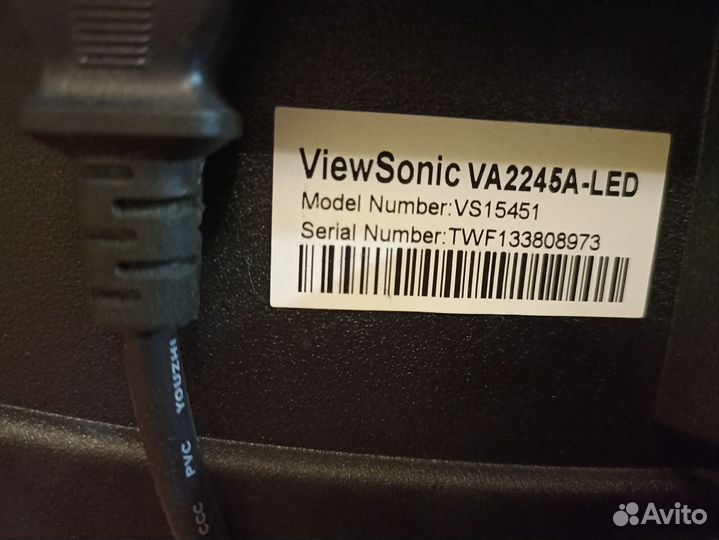 ViewSonic VA2245A-LED
Model Number:VS15451
Serial Number:TWF133808973
CCC PVC YOUZHI
Avito